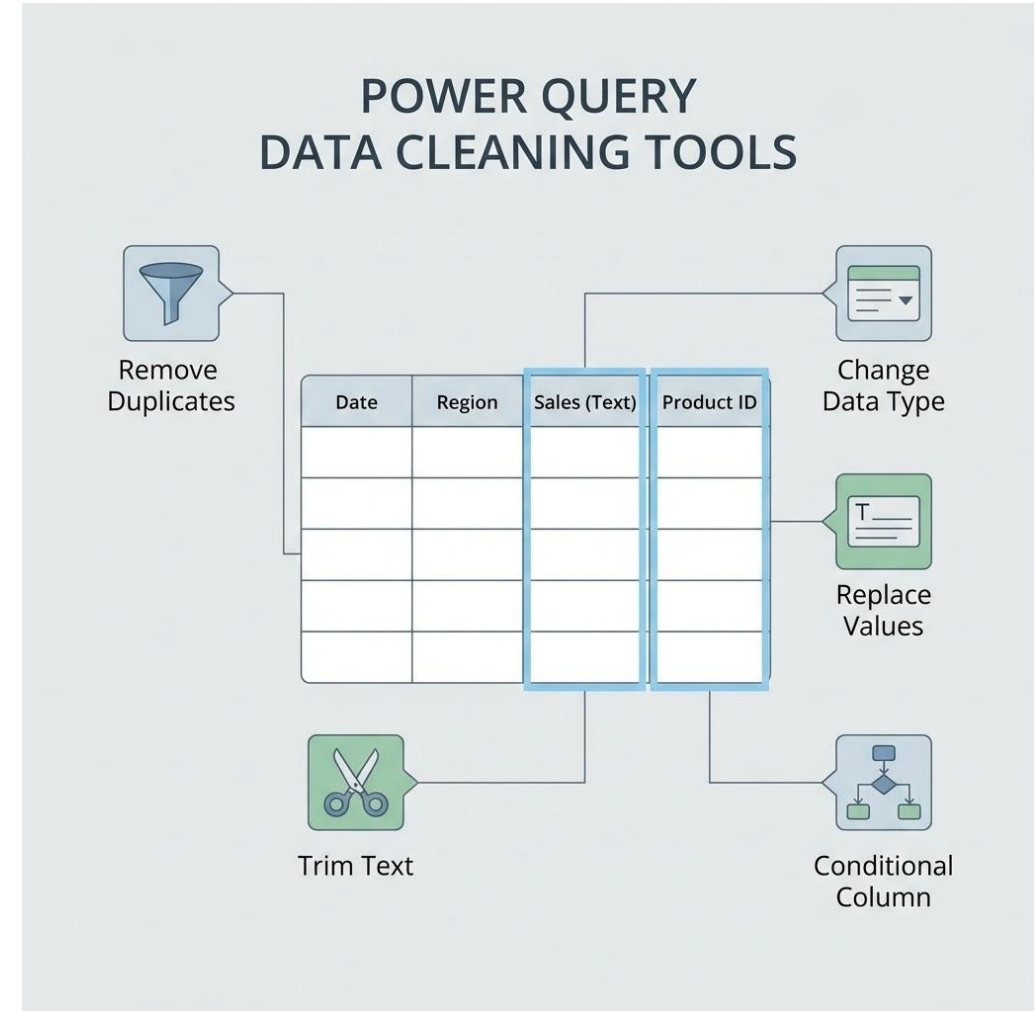 POWER QUERY
DATA CLEANING TOOLS
Remove
Duplicates
Change
Data Type
Date Region Sales (Text) Product ID
T
Replace
Values
Trim Text
Conditional
Column